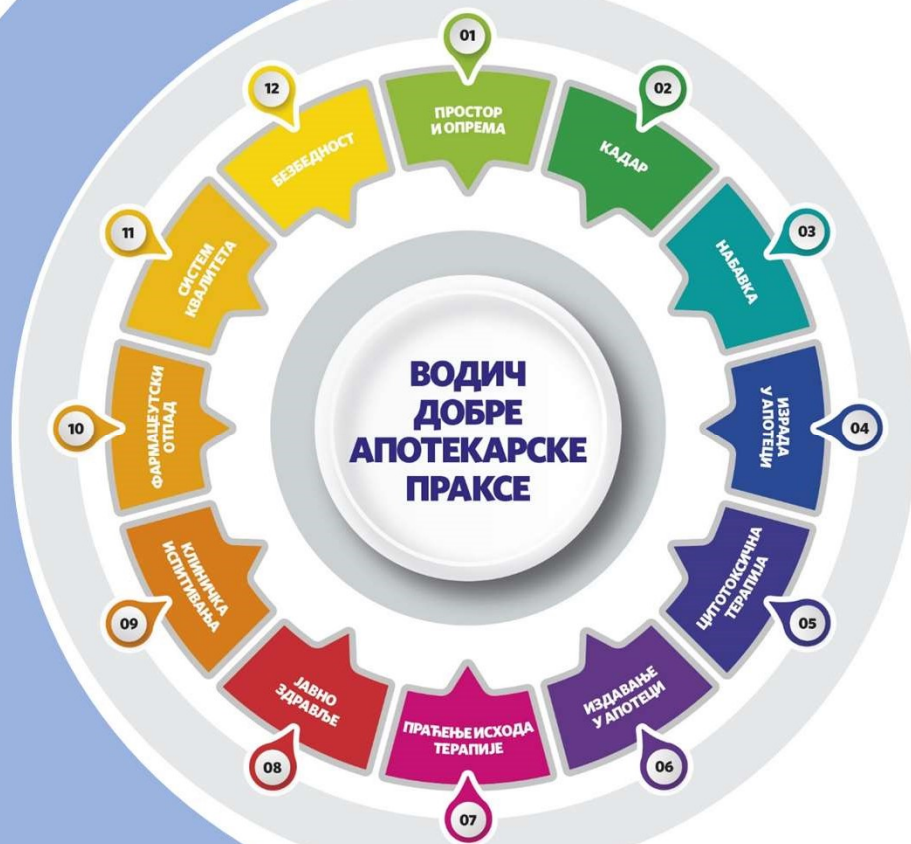 ВОДИЧ
ДОБРЕ
АПОТЕКАРСКЕ
ПРАКСЕ
01
ПРОСТОР
И ОПРЕМА
02
КАДАР
03
НАБАВКА
04
ИЗРАДА
У АПОТЕЦИ
05
ЦИТОТОКСИЧНА
ТЕРАПИЈА
06
ИЗДАВАЊЕ
У АПОТЕЦИ
07
ПРАЋЕЊЕ ИСХОДА
ТЕРАПИЈЕ
08
ЈАВНО
ЗДРАВЉЕ
09
КЛИНИЧКА
ИСПИТИВАЊА
10
ФАРМАЦЕУТСКИ
ОТПАД
11
СИСТЕМ
КВАЛИТЕТА
12
БЕЗБЕДНОСТ